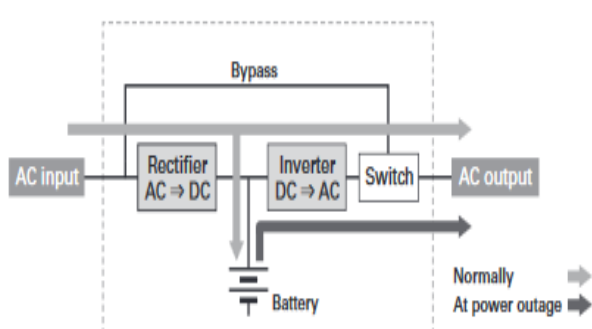 Bypass
AC input
Rectifier
AC ⇒ DC
Inverter
DC ⇒ AC
Switch
AC output
Battery
Normally
At power outage